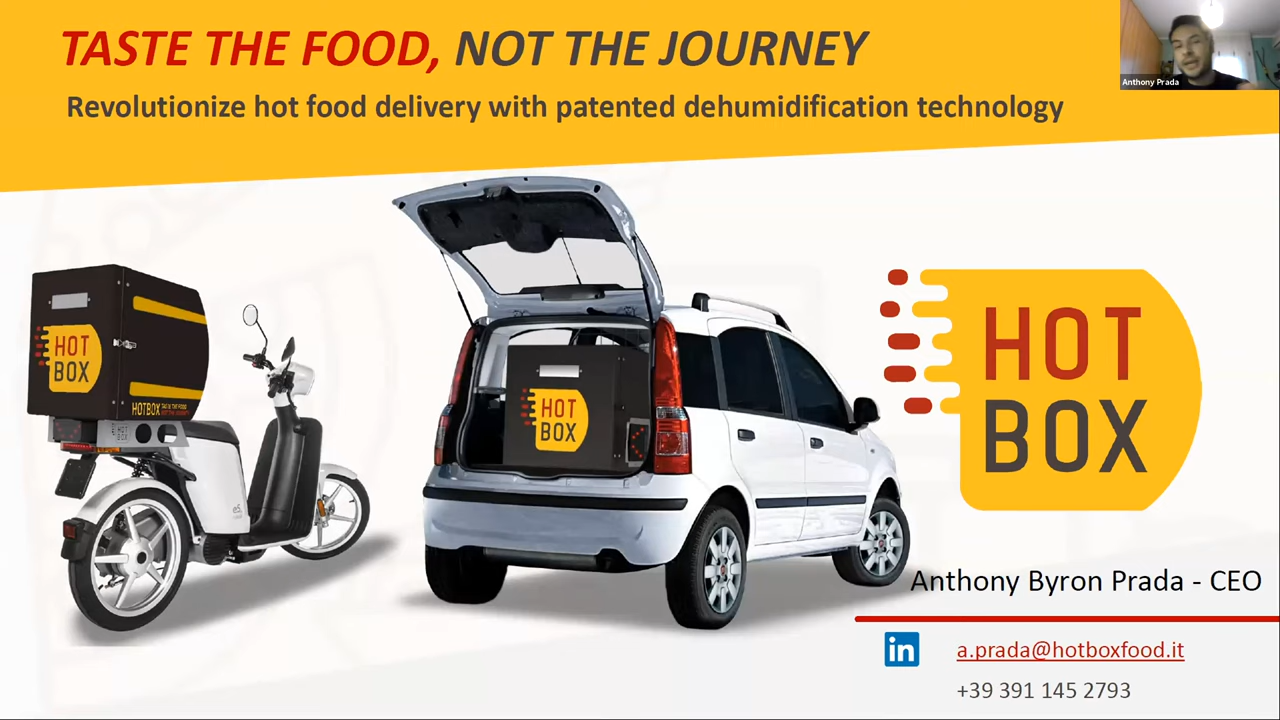 TASTE THE FOOD, NOT THE JOURNEY
Revolutionize hot food delivery with patented dehumidification technology
Anthony Prada
HOT
BOX
HOTBOX
HOT
BOX
HOT
BOX
Anthony Byron Prada - CEO
in
a.prada@hotboxfood.it
+39 391 145 2793